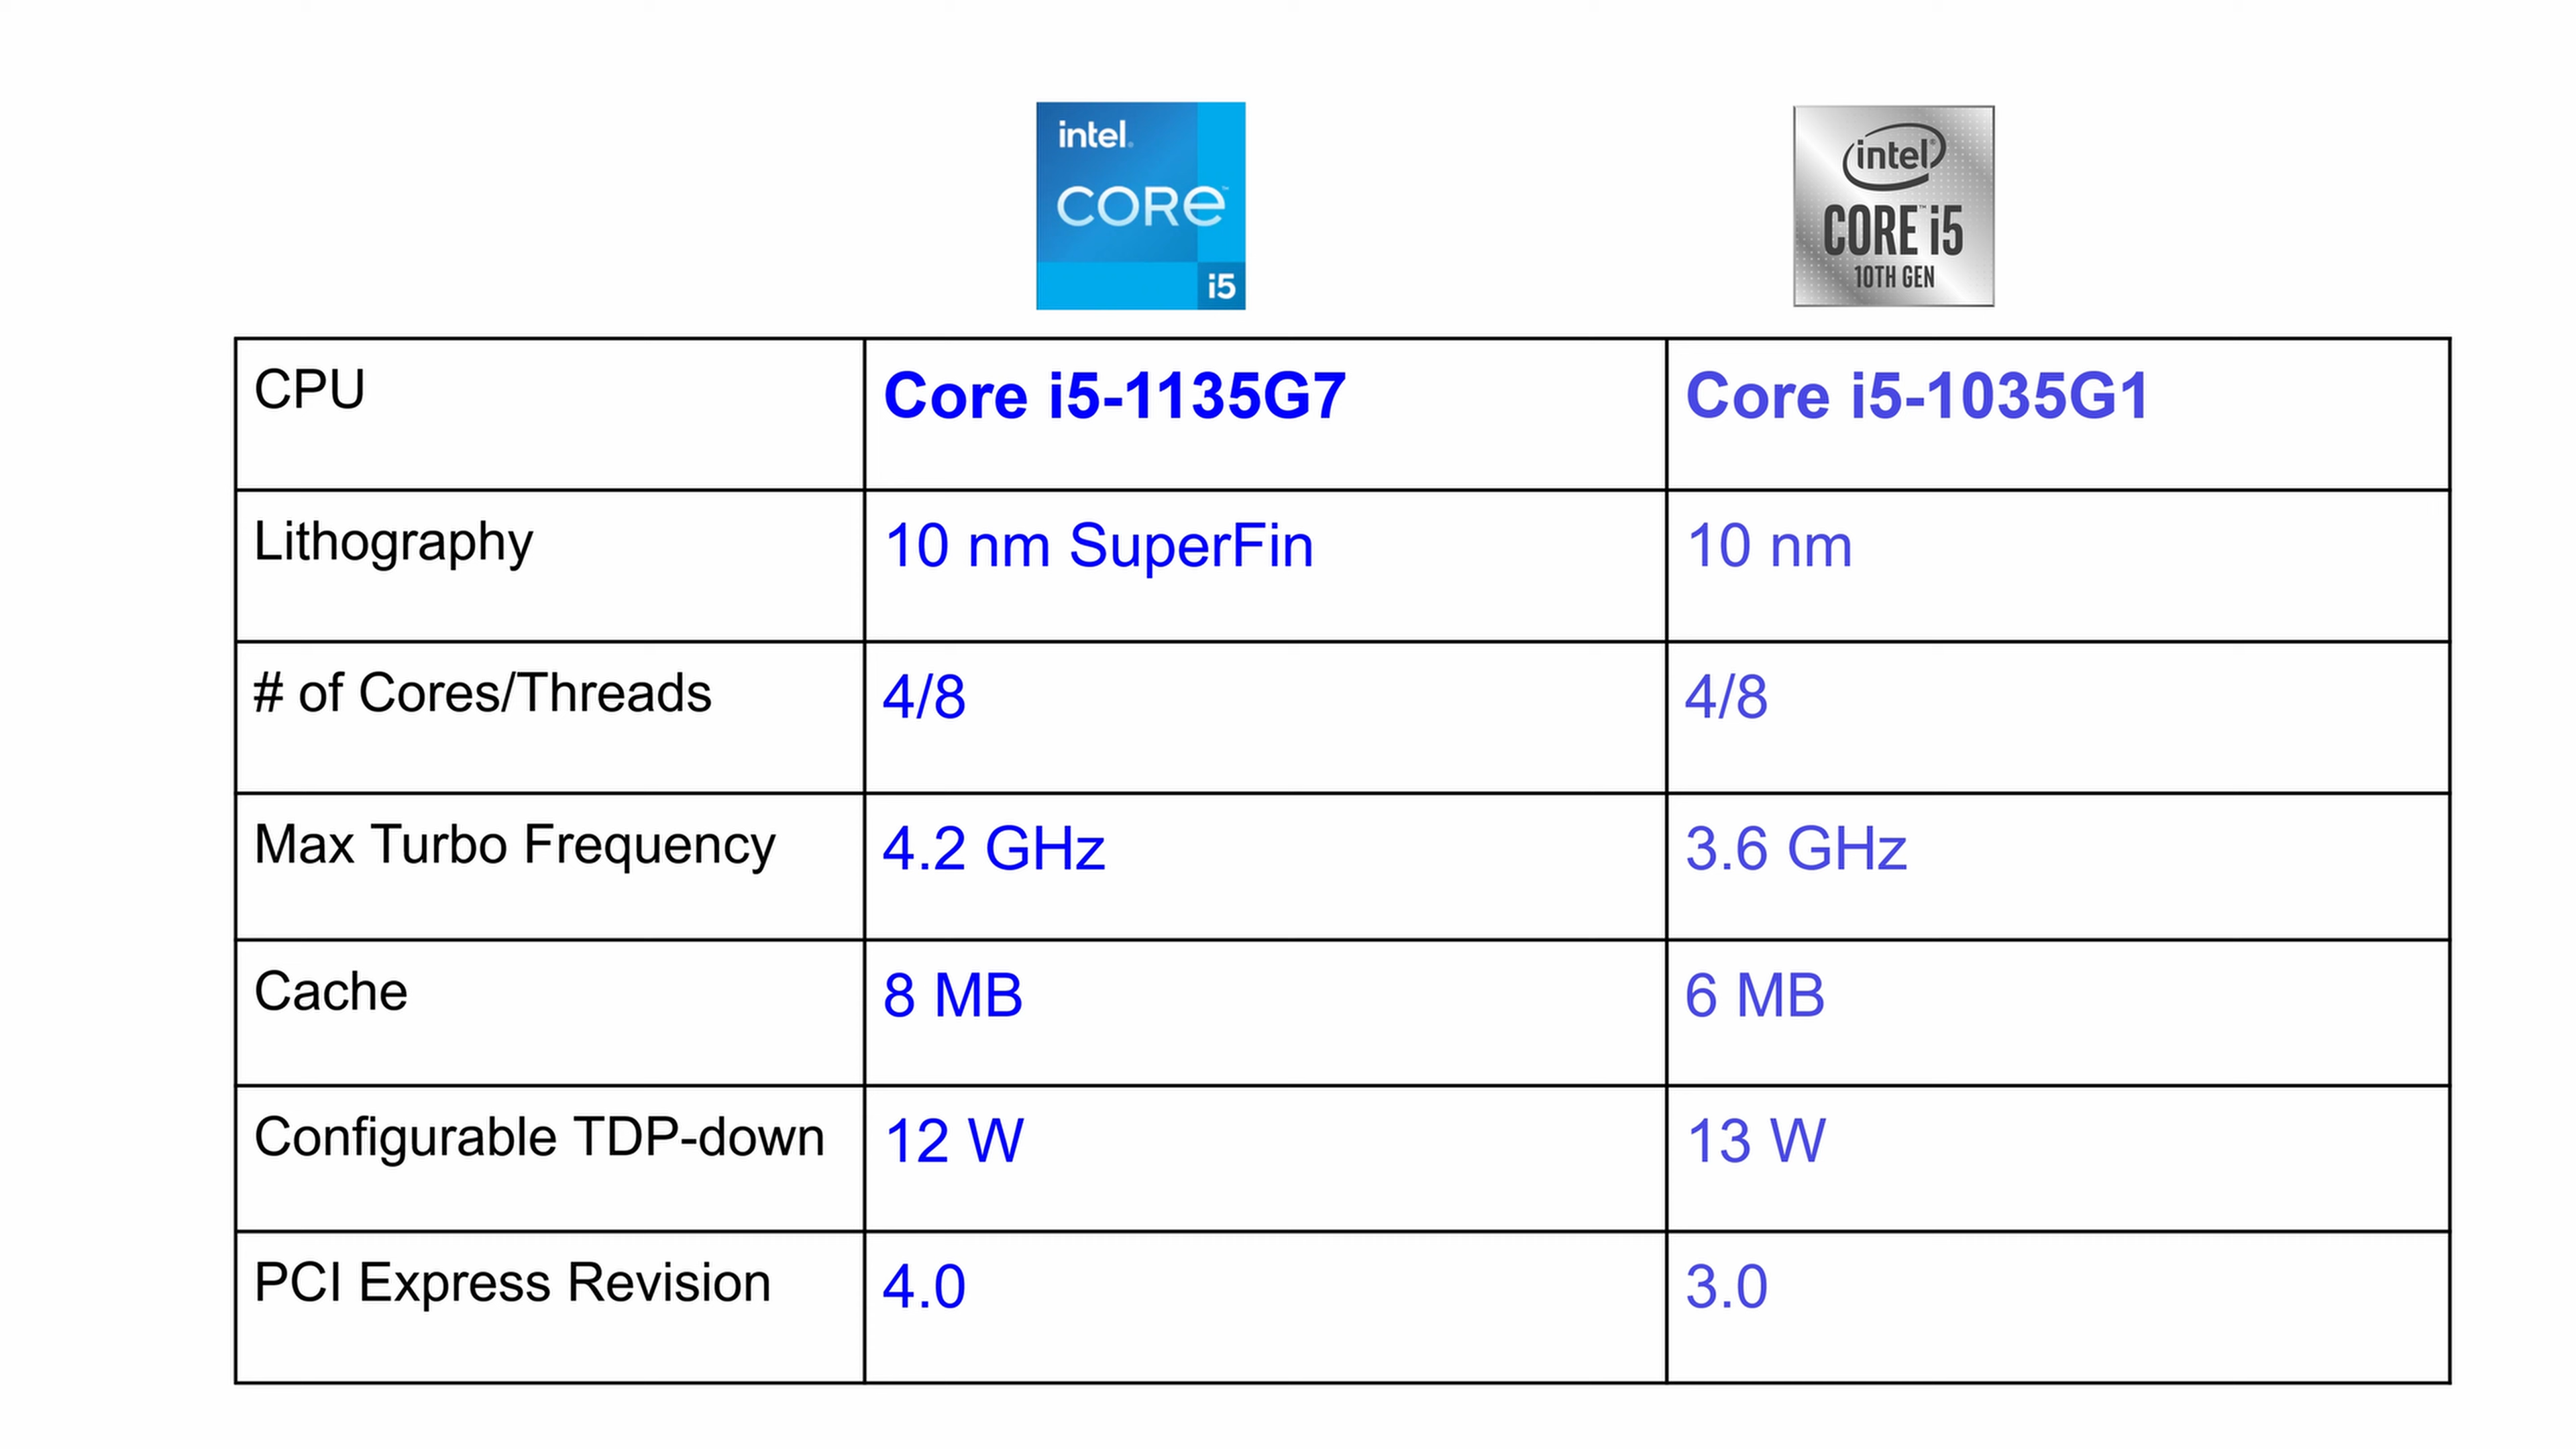 intel.
CORE™
i5
intel®
CORE™ i5
10TH GEN
CPU Core i5-1135G7 Core i5-1035G1
Lithography 10 nm SuperFin 10 nm
# of Cores/Threads 4/8 4/8
Max Turbo Frequency 4.2 GHz 3.6 GHz
Cache 8 MB 6 MB
Configurable TDP-down 12 W 13 W
PCI Express Revision 4.0 3.0